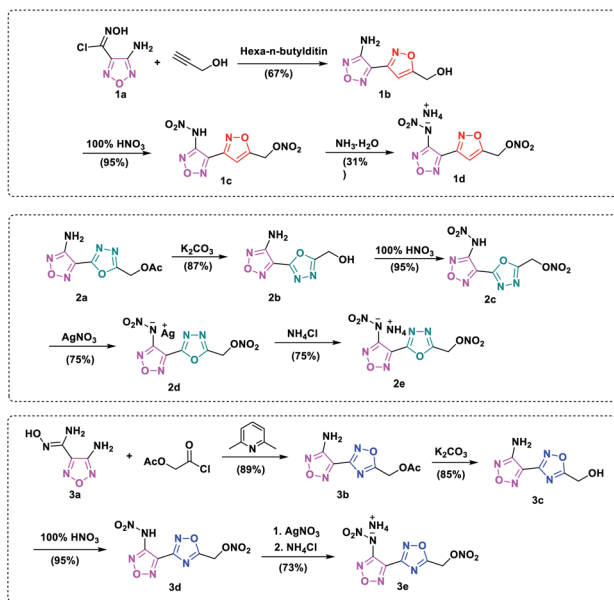 NOH
Cl
NH2
N O N
1a
+
OH
Hexa-n-butylditin
(67%)
NH2
N O
N O N
OH
1b
100% HNO3
(95%)
O2N
NH
N O
N O N
ONO2
1c
NH3·H2O
(31%
)
+
NH4
O2N
N
−
N O
N O N
ONO2
1d
NH2
N N
N O N
O
OAc
2a
K2CO3
(87%)
NH2
O
N O N
N N
OH
2b
100% HNO3
(95%)
O2N
NH
O
N O N
N N
ONO2
2c
AgNO3
(75%)
O2N
− +
N Ag
N N
N O N
O
ONO2
2d
NH4Cl
(75%)
O2N
− +
N NH4
N N
N O N
O
ONO2
2e
HO
N
NH2
NH2
N O N
3a
+
AcO
O
Cl
N
(89%)
NH2
N O
N O N
N
OAc
3b
K2CO3
(85%)
NH2
N O
N O N
N
OH
3c
100% HNO3
(95%)
O2N
NH
N O
N O N
N
ONO2
3d
1. AgNO3
2. NH4Cl
(73%)
+
NH4
O2N
N
−
N O
N O N
N
ONO2
3e